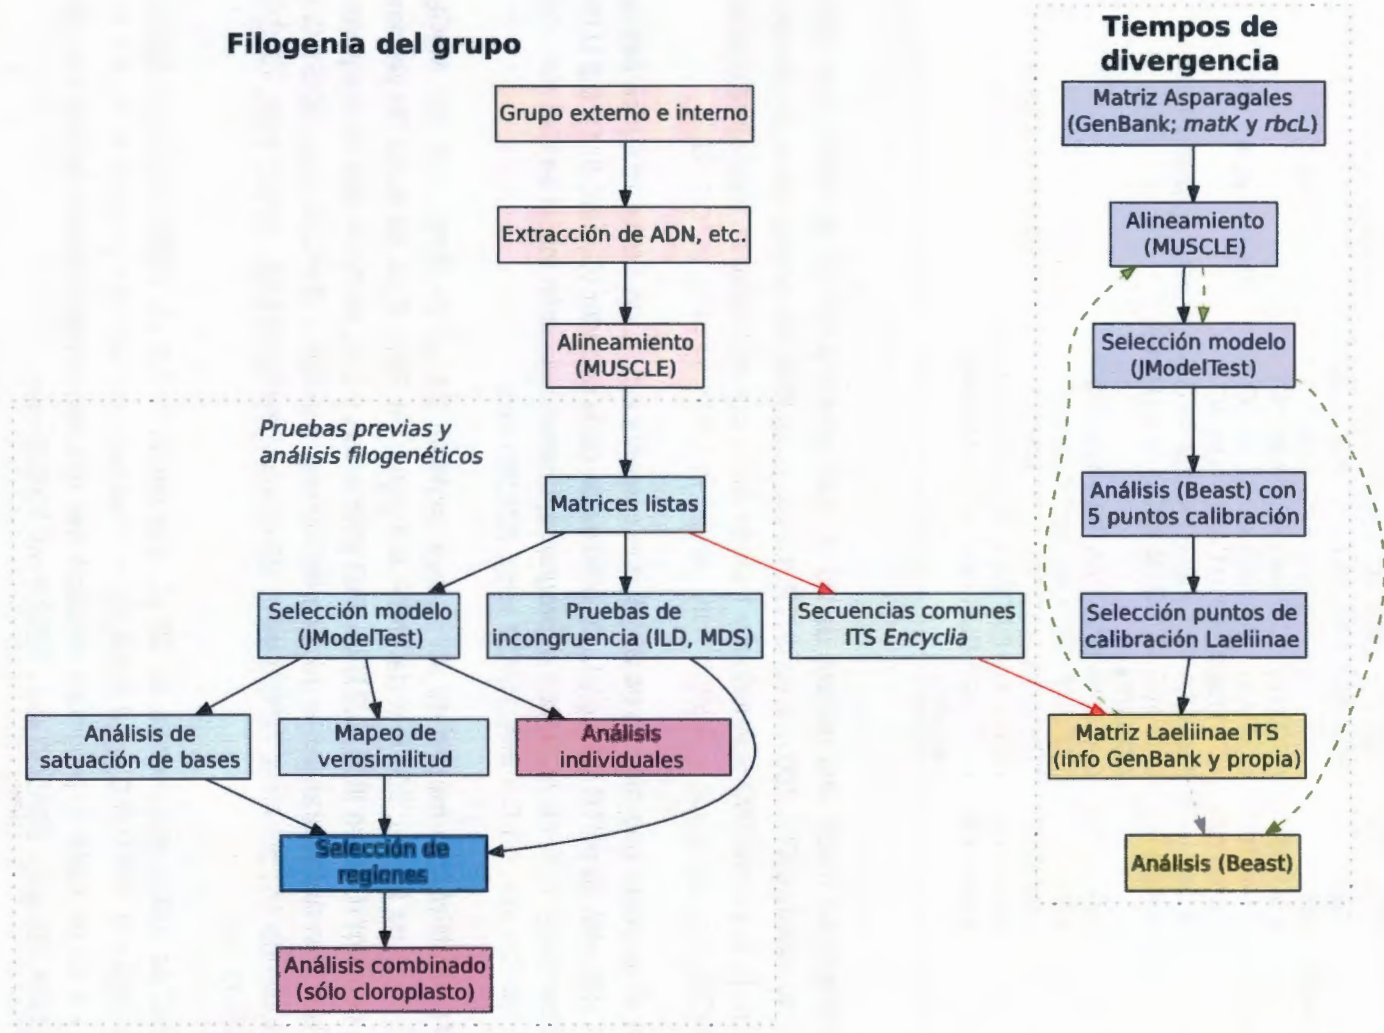 Filogenia del grupo
Grupo externo e interno
Extracción de ADN, etc.
Alineamiento
(MUSCLE)
Pruebas previas y
análisis filogenéticos
Matrices listas
Selección modelo
(JModelTest)
Pruebas de
incongruencia (ILD, MDS)
Secuencias comunes
ITS Encyclia
Análisis de
satuación de bases
Mapeo de
verosimilitud
Análisis
individuales
Selección de
regiones
Análisis combinado
(sólo cloroplasto)
Tiempos de
divergencia
Matriz Asparagales
(GenBank; matK y rbcL)
Alineamiento
(MUSCLE)
Selección modelo
(JModelTest)
Análisis (Beast) con
5 puntos calibración
Selección puntos de
calibración Laeliinae
Matriz Laeliinae ITS
(info GenBank y propia)
Análisis (Beast)